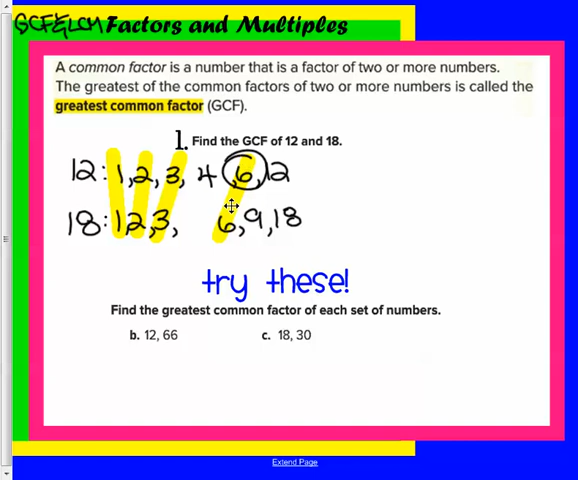 GCF & LCM Factors and Multiples
A common factor is a number that is a factor of two or more numbers.
The greatest of the common factors of two or more numbers is called the
greatest common factor (GCF).
1. Find the GCF of 12 and 18.
12: 1, 2, 3, 4, 6, 12
18: 1 2, 3, 6, 9, 18
try these!
Find the greatest common factor of each set of numbers.
b. 12, 66 c. 18, 30
Extend Page